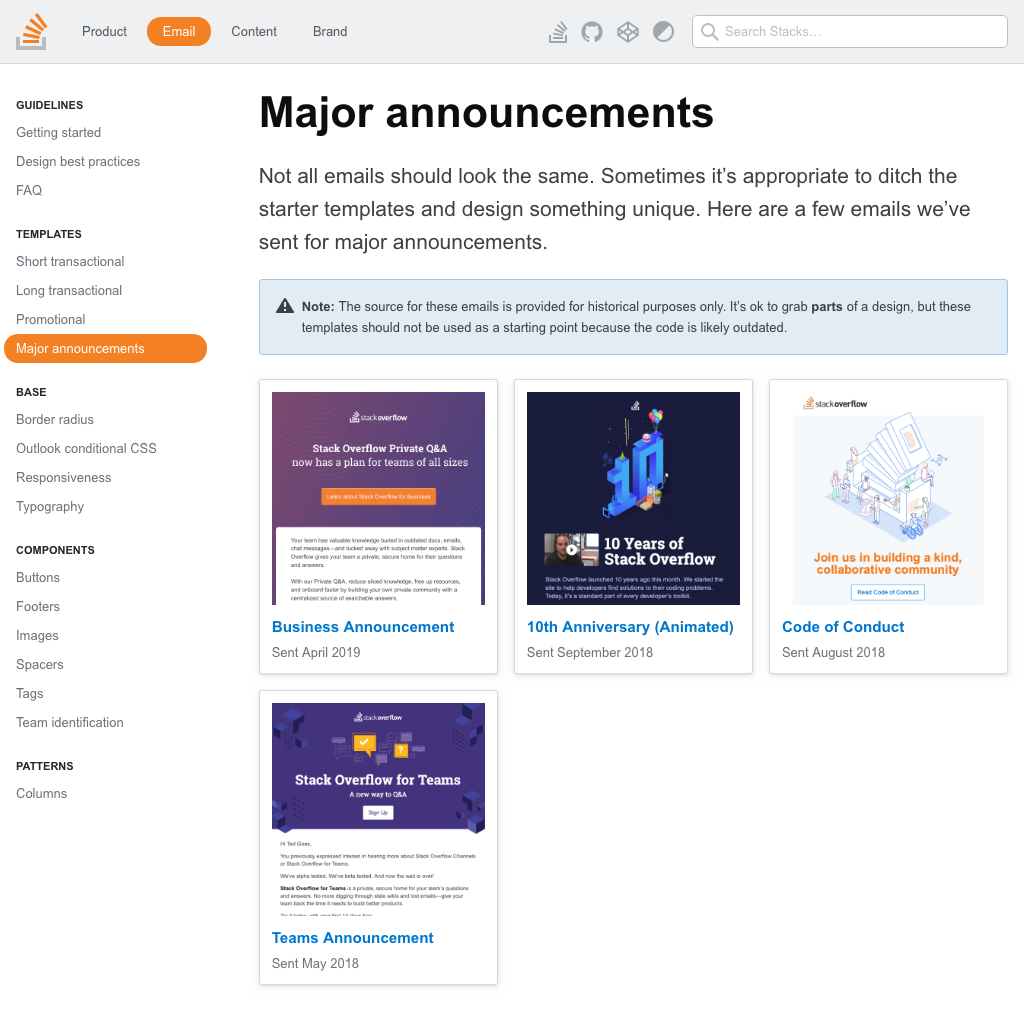 Product
Email
Content
Brand
Search Stacks...
GUIDELINES
Getting started
Design best practices
FAQ
TEMPLATES
Short transactional
Long transactional
Promotional
Major announcements
BASE
Border radius
Outlook conditional CSS
Responsiveness
Typography
COMPONENTS
Buttons
Footers
Images
Spacers
Tags
Team identification
PATTERNS
Columns
Major announcements
Not all emails should look the same. Sometimes it’s appropriate to ditch the
starter templates and design something unique. Here are a few emails we’ve
sent for major announcements.
Note: The source for these emails is provided for historical purposes only. It’s ok to grab parts of a design, but these
templates should not be used as a starting point because the code is likely outdated.
stackoverflow
Stack Overflow Private Q&A
now has a plan for teams of all sizes
Learn about Stack Overflow for Business
Your team has valuable knowledge buried in outdated docs, emails,
chat messages—and tucked away with subject matter experts. Stack
Overflow gives your team a private, secure home for their questions
and answers.
With our Private Q&A, reduce siloed knowledge, free up resources,
and onboard faster by building your own private community with a
centralized source of searchable answers.
Business Announcement
Sent April 2019
10
10 Years of
Stack Overflow
Stack Overflow launched 10 years ago this month. We started the
site to help developers find solutions to their coding problems.
Today, it's a standard part of every developer's toolkit.
10th Anniversary (Animated)
Sent September 2018
stackoverflow
Join us in building a kind,
collaborative community
Read Code of Conduct
Code of Conduct
Sent August 2018
stackoverflow
?
Stack Overflow for Teams
A new way to Q&A
Sign Up
Hi Ted Goas,
You previously expressed interest in hearing more about Stack Overflow Channels
or Stack Overflow for Teams.
We've alpha tested. We've beta tested. And now the wait is over!
Stack Overflow for Teams is a private, secure home for your team's questions
and answers. No more digging through stale wikis and lost emails—give your
team back the time it needs to build better products.
Teams Announcement
Sent May 2018